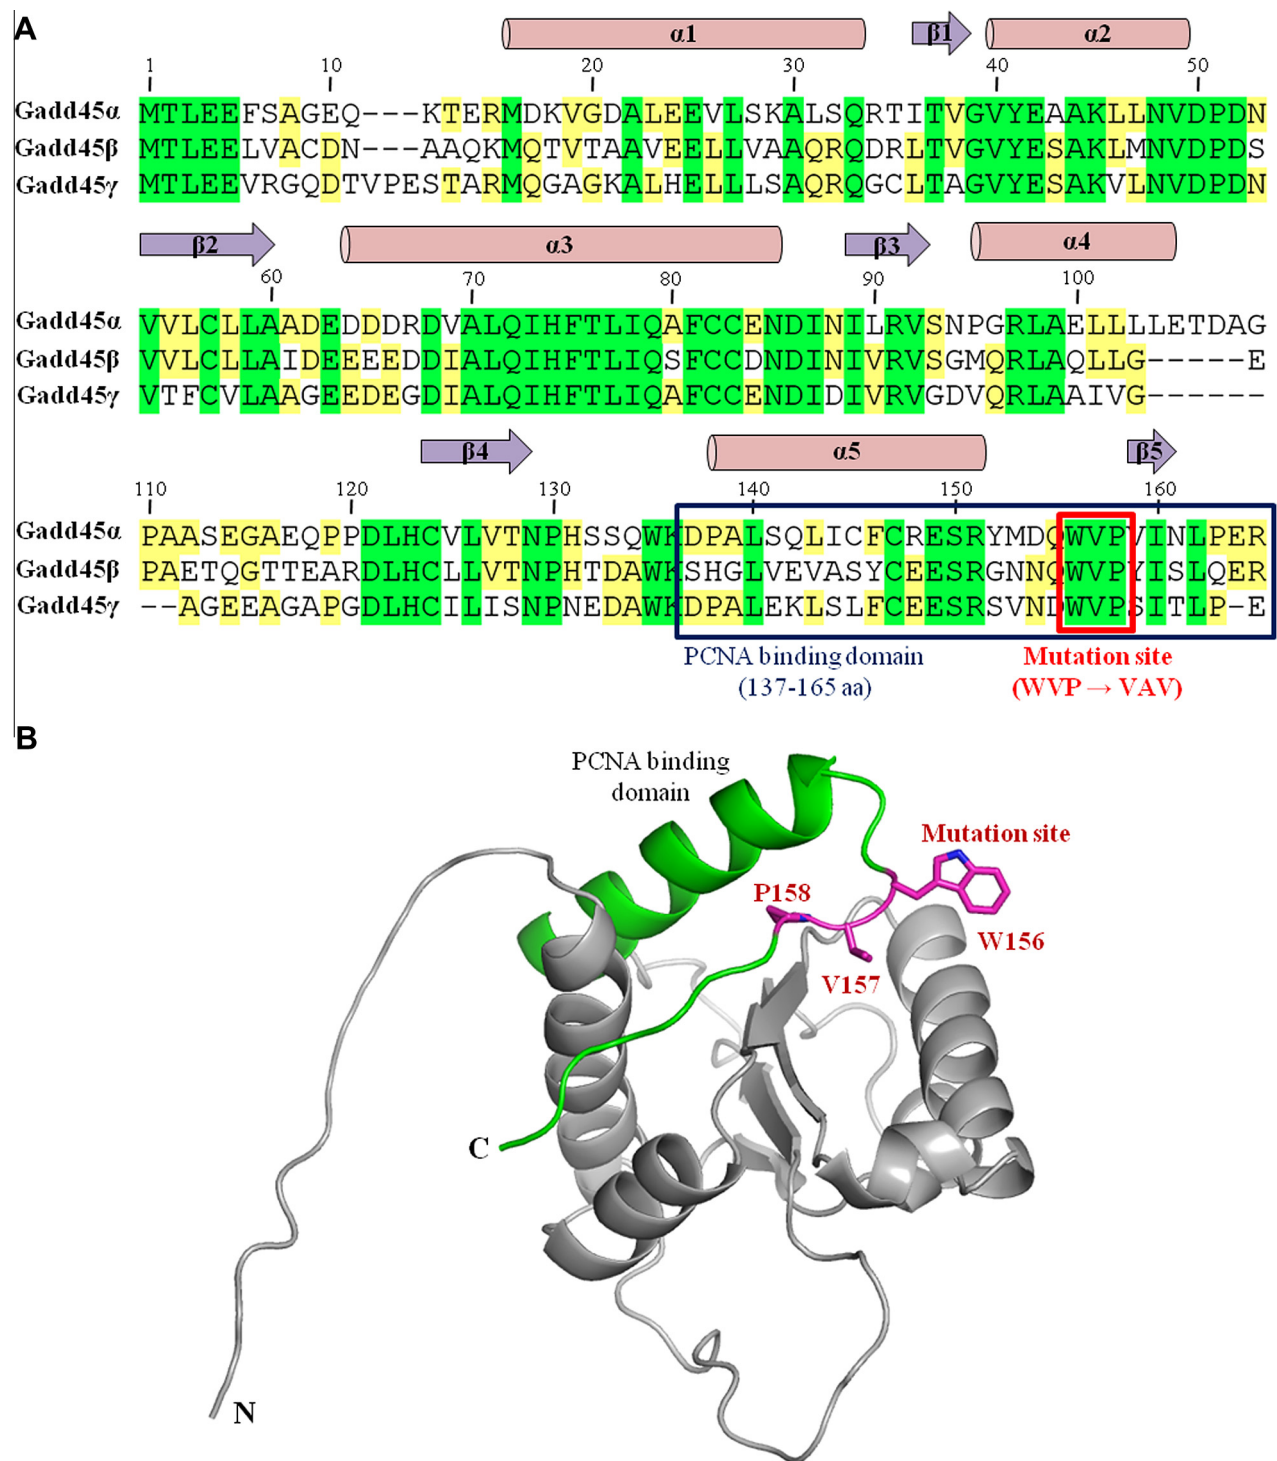 A
α1 β1 α2
1 10 20 30 40 50
Gadd45α MTLEEFSAGEQ---KTERMDKVGDALEEVLSKALSQRTITVGVYEAAKLLNVDPDN
Gadd45β MTLEELVACDN---AAQKMQTVTAAVEELLVAAQRQDRLTVGVYESAKLMNVDPDS
Gadd45γ MTLEEVRGQDTVPESTARMQGAGKALHELLLSAQRQGCLTAGVYESAKVLNVDPDN
β2 α3 β3 α4
60 70 80 90 100
Gadd45α VVLCLLAADEDDDRDVALQIHFTLIQAFCCENDINILRVSNPGRLAELLLLETDAG
Gadd45β VVLCLLAIDEEEEDDIALQIHFTLIQSFCCDNDINIVRVSGMQRLAQLLG-----E
Gadd45γ VTFCVLAAGEEDEGDIALQIHFTLIQAFCCENDIDIVRVGDVQRLAAIVG------
β4 α5 β5
110 120 130 140 150 160
Gadd45α PAASEGAEQPPDLHCVLVTNPHSSQWKDPALSQLICFCRESRYMDQWVPVINLPER
Gadd45β PAETQGTTEARDLHCLLVTNPHTDAWKSHGLVEVASYCEESRGNNQWVPYISLQER
Gadd45γ --AGEEAGAPGDLHCILISNPNEDAWKDPALEKLSLFCEESRSVNDWVPSITLP-E
PCNA binding domain
(137-165 aa)
Mutation site
(WVP → VAV)
B
PCNA binding
domain
Mutation site
P158
W156
V157
C
N